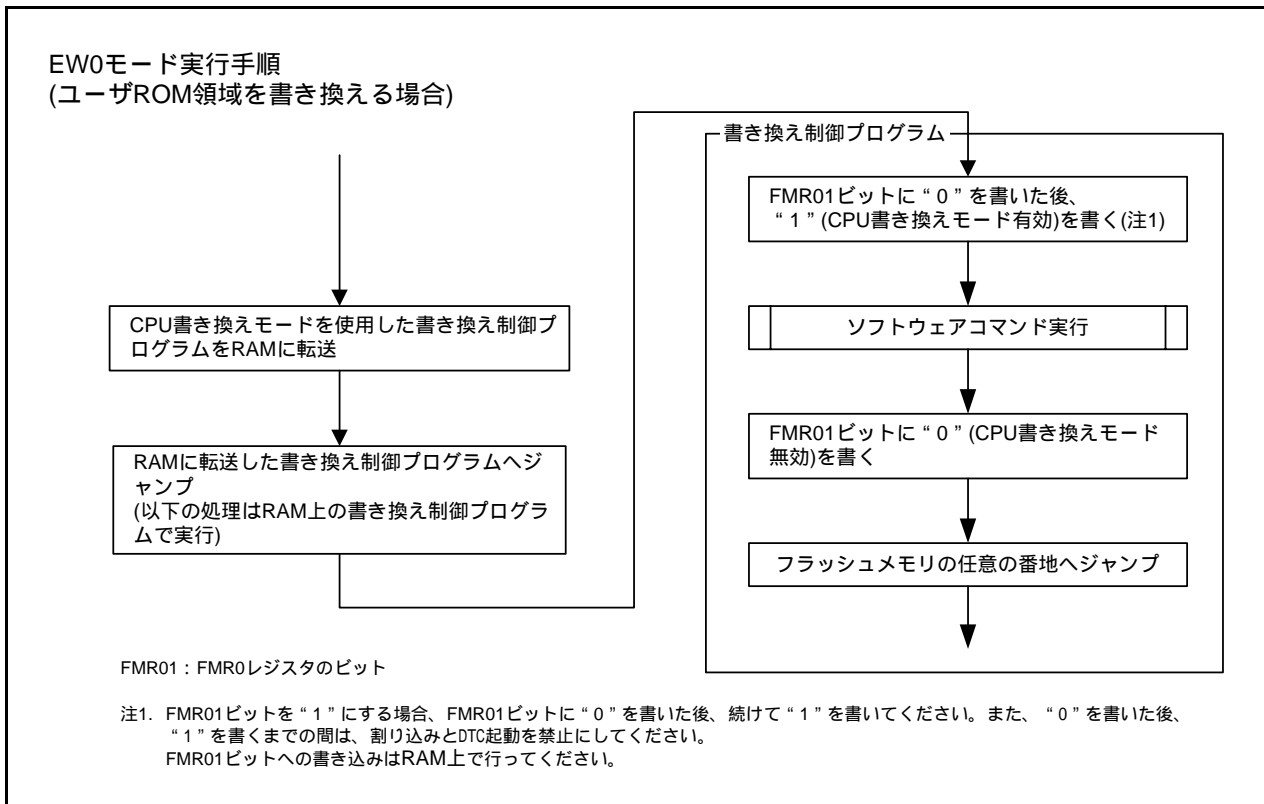 EW0モード実行手順
(ユーザROM領域を書き換える場合)
CPU書き換えモードを使用した書き換え制御プ
ログラムをRAMに転送
RAMに転送した書き換え制御プログラムへジ
ャンプ
(以下の処理はRAM上の書き換え制御プログラ
ムで実行)
書き換え制御プログラム
FMR01ビットに“0”を書いた後、
“1”(CPU書き換えモード有効)を書く(注1)
ソフトウェアコマンド実行
FMR01ビットに“0”(CPU書き換えモード
無効)を書く
フラッシュメモリの任意の番地へジャンプ
FMR01：FMR0レジスタのビット
注1. FMR01ビットを“1”にする場合、FMR01ビットに“0”を書いた後、続けて“1”を書いてください。また、“0”を書いた後、
“1”を書くまでの間は、割り込みとDTC起動を禁止にしてください。
FMR01ビットへの書き込みはRAM上で行ってください。